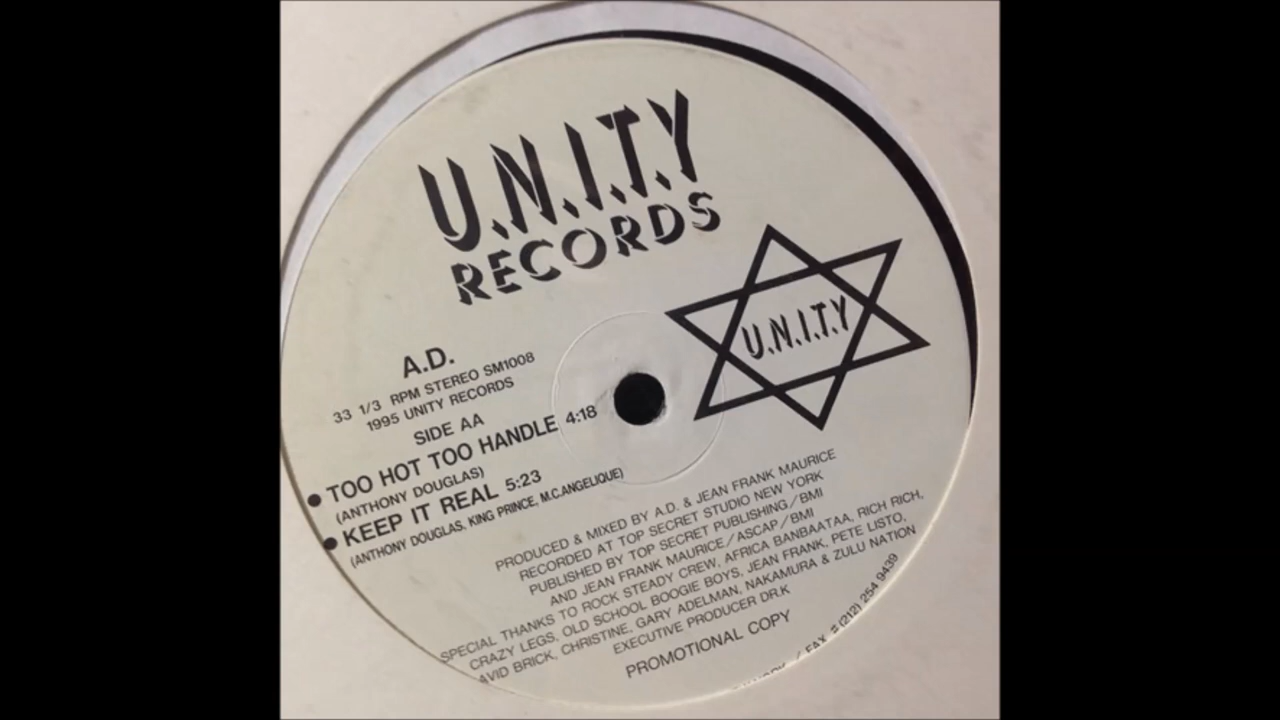 U.N.I.T.Y
RECORDS
U.N.I.T.Y
A.D.
33 1/3 RPM STEREO SM1008
1995 UNITY RECORDS
SIDE AA
TOO HOT TOO HANDLE 4:18
(ANTHONY DOUGLAS)
KEEP IT REAL 5:23
(ANTHONY DOUGLAS, KING PRINCE, M.C.ANGELIQUE)
PRODUCED & MIXED BY A.D. & JEAN FRANK MAURICE
RECORDED AT TOP SECRET STUDIO NEW YORK
PUBLISHED BY TOP SECRET PUBLISHING/BMI
AND JEAN FRANK MAURICE/ASCAP/BMI
SPECIAL THANKS TO ROCK STEADY CREW, AFRICA BANBAATAA, RICH RICH,
CRAZY LEGS, OLD SCHOOL BOOGIE BOYS, JEAN FRANK, PETE LISTO,
AVID BRICK, CHRISTINE, GARY ADELMAN, NAKAMURA & ZULU NATION
EXECUTIVE PRODUCER DR.K
PROMOTIONAL COPY
/ FAX #(212) 254 9439